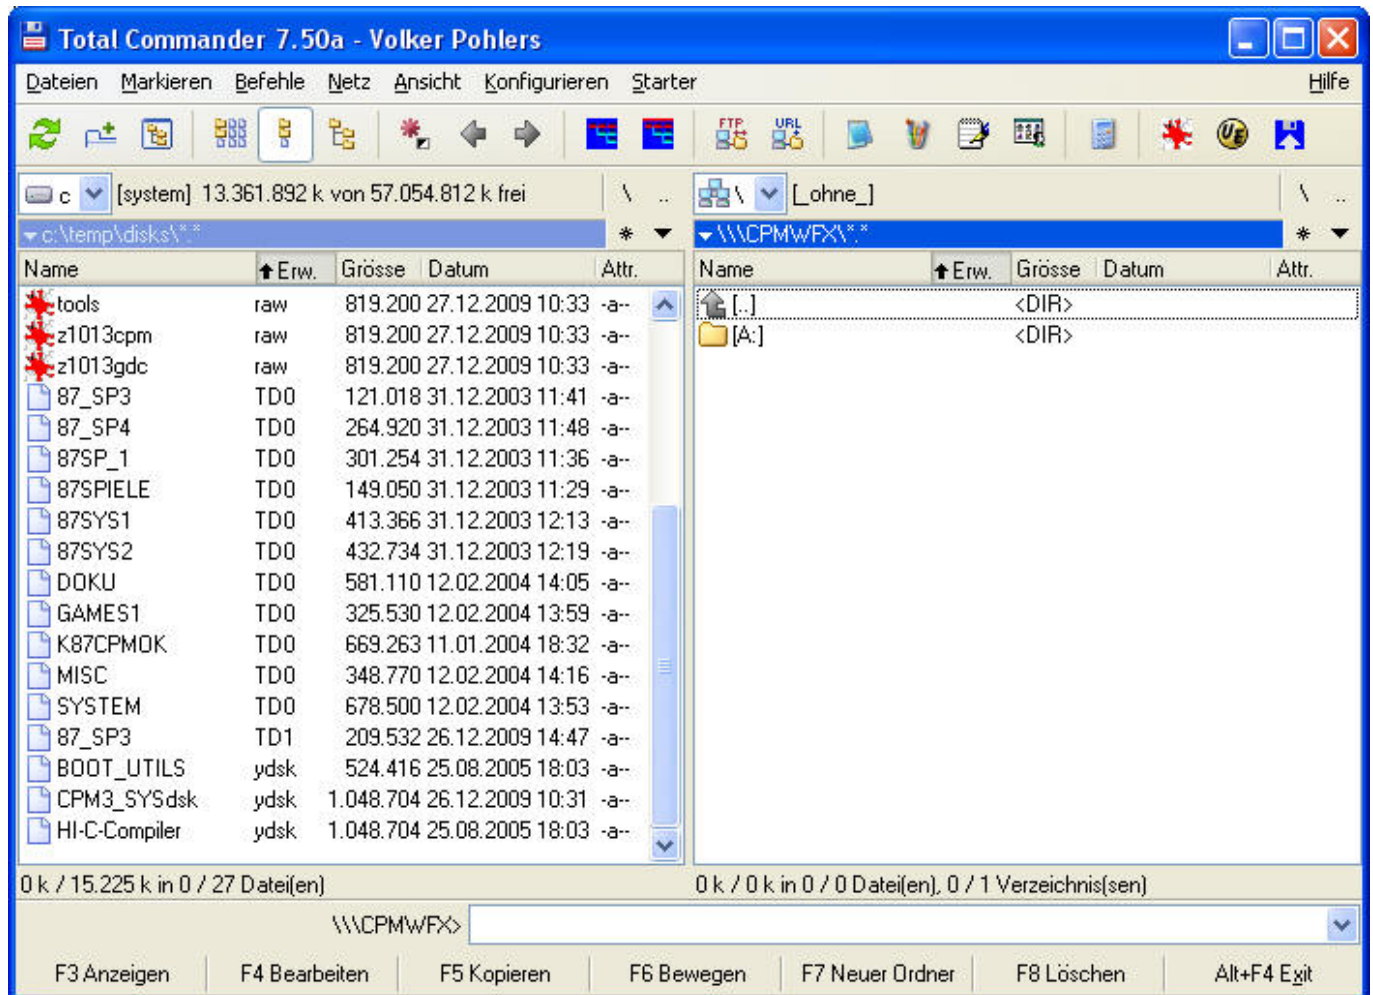 Total Commander 7.50a - Volker Pohlers
Dateien Markieren Befehle Netz Ansicht Konfigurieren Starter Hilfe
FTP URL UE
c [system] 13.361.892 k von 57.054.812 k frei \ .. \ [_ohne_] \ ..
c:\temp\disks\*.* * \\\CPMWFX\*.* *
Name Erw. Grösse Datum Attr. Name Erw. Grösse Datum Attr.
tools raw 819.200 27.12.2009 10:33 -a-- [..] <DIR>
z1013cpm raw 819.200 27.12.2009 10:33 -a-- [A:] <DIR>
z1013gdc raw 819.200 27.12.2009 10:33 -a--
87_SP3 TD0 121.018 31.12.2003 11:41 -a--
87_SP4 TD0 264.920 31.12.2003 11:48 -a--
87SP_1 TD0 301.254 31.12.2003 11:36 -a--
87SPIELE TD0 149.050 31.12.2003 11:29 -a--
87SYS1 TD0 413.366 31.12.2003 12:13 -a--
87SYS2 TD0 432.734 31.12.2003 12:19 -a--
DOKU TD0 581.110 12.02.2004 14:05 -a--
GAMES1 TD0 325.530 12.02.2004 13:59 -a--
K87CPMOK TD0 669.263 11.01.2004 18:32 -a--
MISC TD0 348.770 12.02.2004 14:16 -a--
SYSTEM TD0 678.500 12.02.2004 13:53 -a--
87_SP3 TD1 209.532 26.12.2009 14:47 -a--
BOOT_UTILS ydsk 524.416 25.08.2005 18:03 -a--
CPM3_SYSdsk ydsk 1.048.704 26.12.2009 10:31 -a--
HI-C-Compiler ydsk 1.048.704 25.08.2005 18:03 -a--
0 k / 15.225 k in 0 / 27 Datei(en) 0 k / 0 k in 0 / 0 Datei(en), 0 / 1 Verzeichnis(sen)
\\\CPMWFX>
F3 Anzeigen F4 Bearbeiten F5 Kopieren F6 Bewegen F7 Neuer Ordner F8 Löschen Alt+F4 Exit